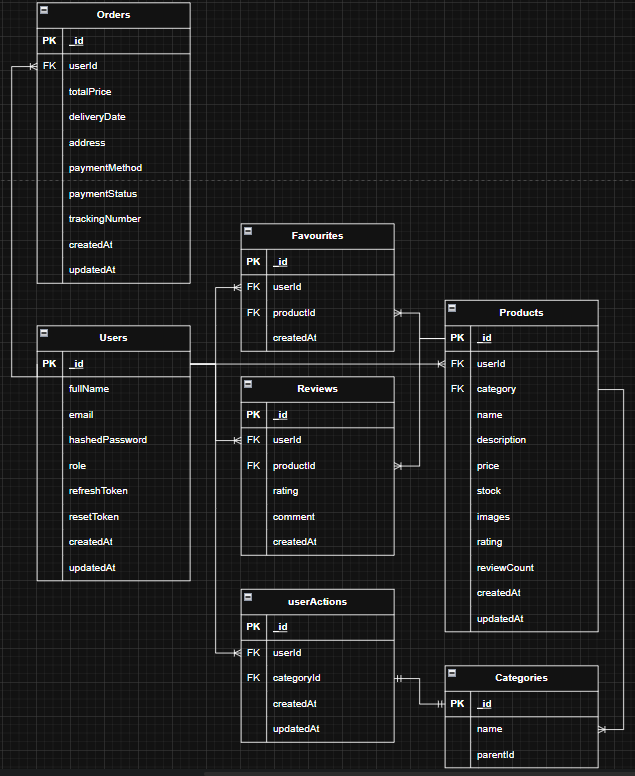 Orders
PK _id
FK userId
totalPrice
deliveryDate
address
paymentMethod
paymentStatus
trackingNumber
createdAt
updatedAt
Users
PK _id
fullName
email
hashedPassword
role
refreshToken
resetToken
createdAt
updatedAt
Favourites
PK _id
FK userId
FK productId
createdAt
Reviews
PK _id
FK userId
FK productId
rating
comment
createdAt
userActions
PK _id
FK userId
FK categoryId
createdAt
updatedAt
Products
PK _id
FK userId
FK category
name
description
price
stock
images
rating
reviewCount
createdAt
updatedAt
Categories
PK _id
name
parentId